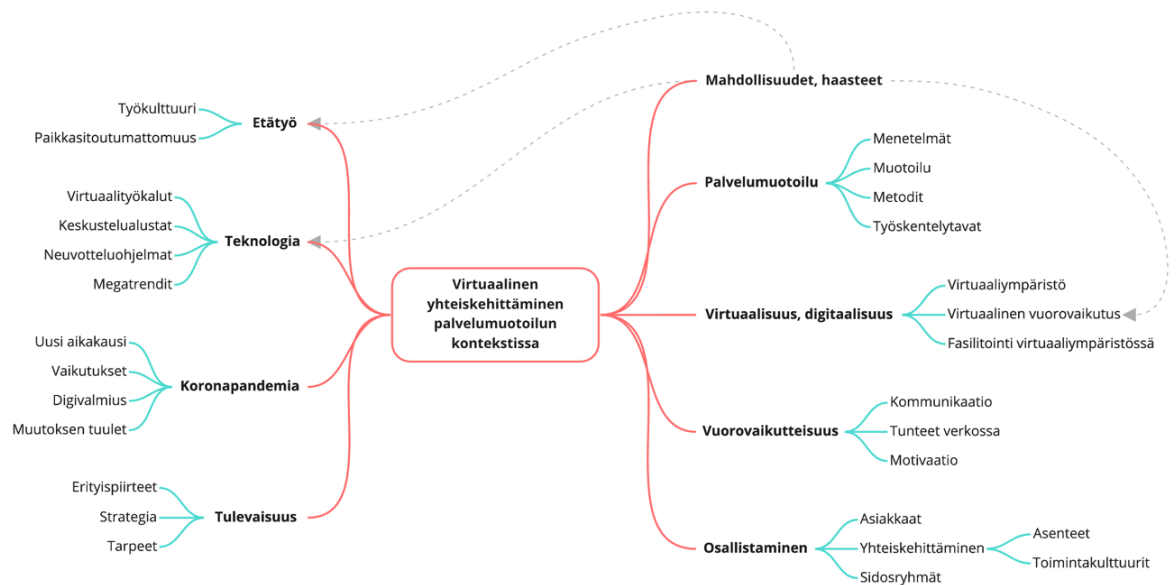 Virtuaalinen
yhteiskehittäminen
palvelumuotoilun
kontekstissa
Etätyö
Työkulttuuri
Paikkasitoutumattomuus
Teknologia
Virtuaalityökalut
Keskustelualustat
Neuvotteluohjelmat
Megatrendit
Koronapandemia
Uusi aikakausi
Vaikutukset
Digivalmius
Muutoksen tuulet
Tulevaisuus
Erityispiirteet
Strategia
Tarpeet
Mahdollisuudet, haasteet
Palvelumuotoilu
Menetelmät
Muotoilu
Metodit
Työskentelytavat
Virtuaalisuus, digitaalisuus
Virtuaaliympäristö
Virtuaalinen vuorovaikutus
Fasilitointi virtuaaliympäristössä
Vuorovaikutteisuus
Kommunikaatio
Tunteet verkossa
Motivaatio
Osallistaminen
Asiakkaat
Yhteiskehittäminen
Asenteet
Toimintakulttuurit
Sidosryhmät